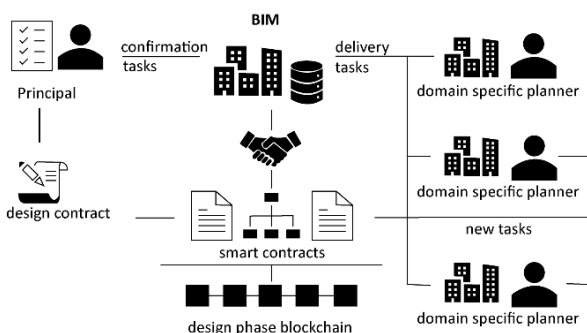 BIM
confirmation
tasks
delivery
tasks
Principal
domain specific planner
domain specific planner
design contract
smart contracts
new tasks
domain specific planner
design phase blockchain